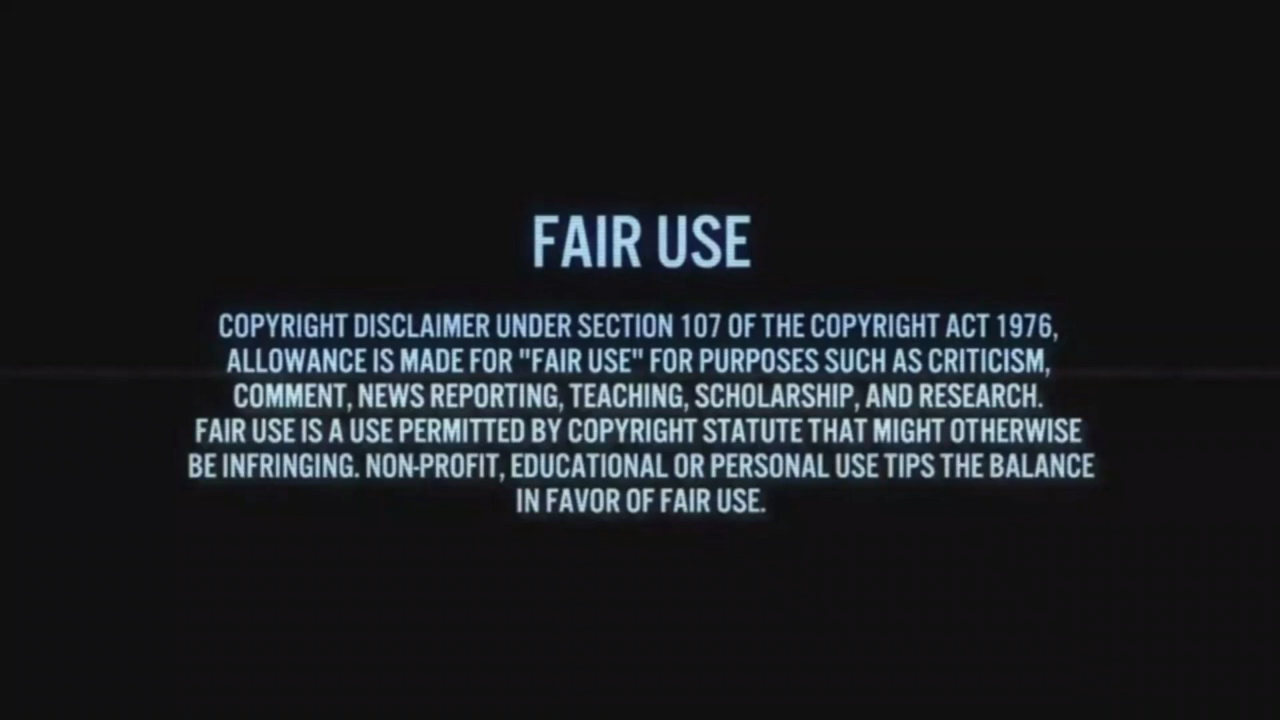 FAIR USE
COPYRIGHT DISCLAIMER UNDER SECTION 107 OF THE COPYRIGHT ACT 1976,
ALLOWANCE IS MADE FOR "FAIR USE" FOR PURPOSES SUCH AS CRITICISM,
COMMENT, NEWS REPORTING, TEACHING, SCHOLARSHIP, AND RESEARCH.
FAIR USE IS A USE PERMITTED BY COPYRIGHT STATUTE THAT MIGHT OTHERWISE
BE INFRINGING. NON-PROFIT, EDUCATIONAL OR PERSONAL USE TIPS THE BALANCE
IN FAVOR OF FAIR USE.